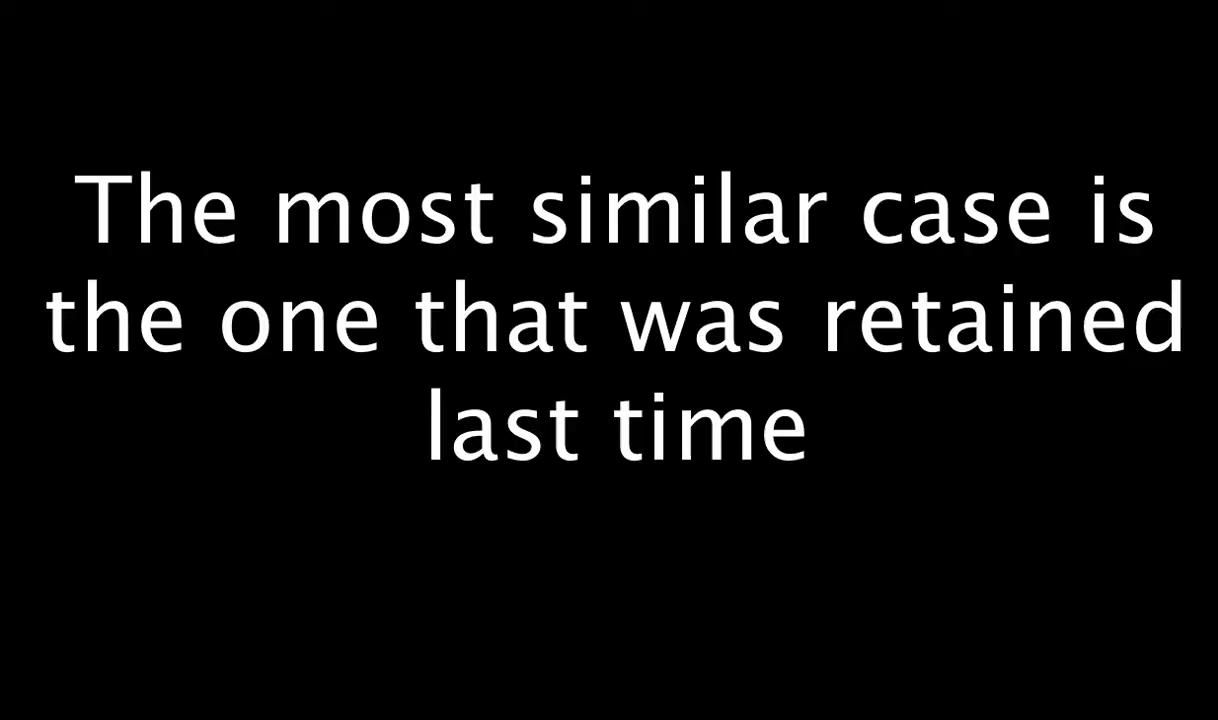 The most similar case is
the one that was retained
last time